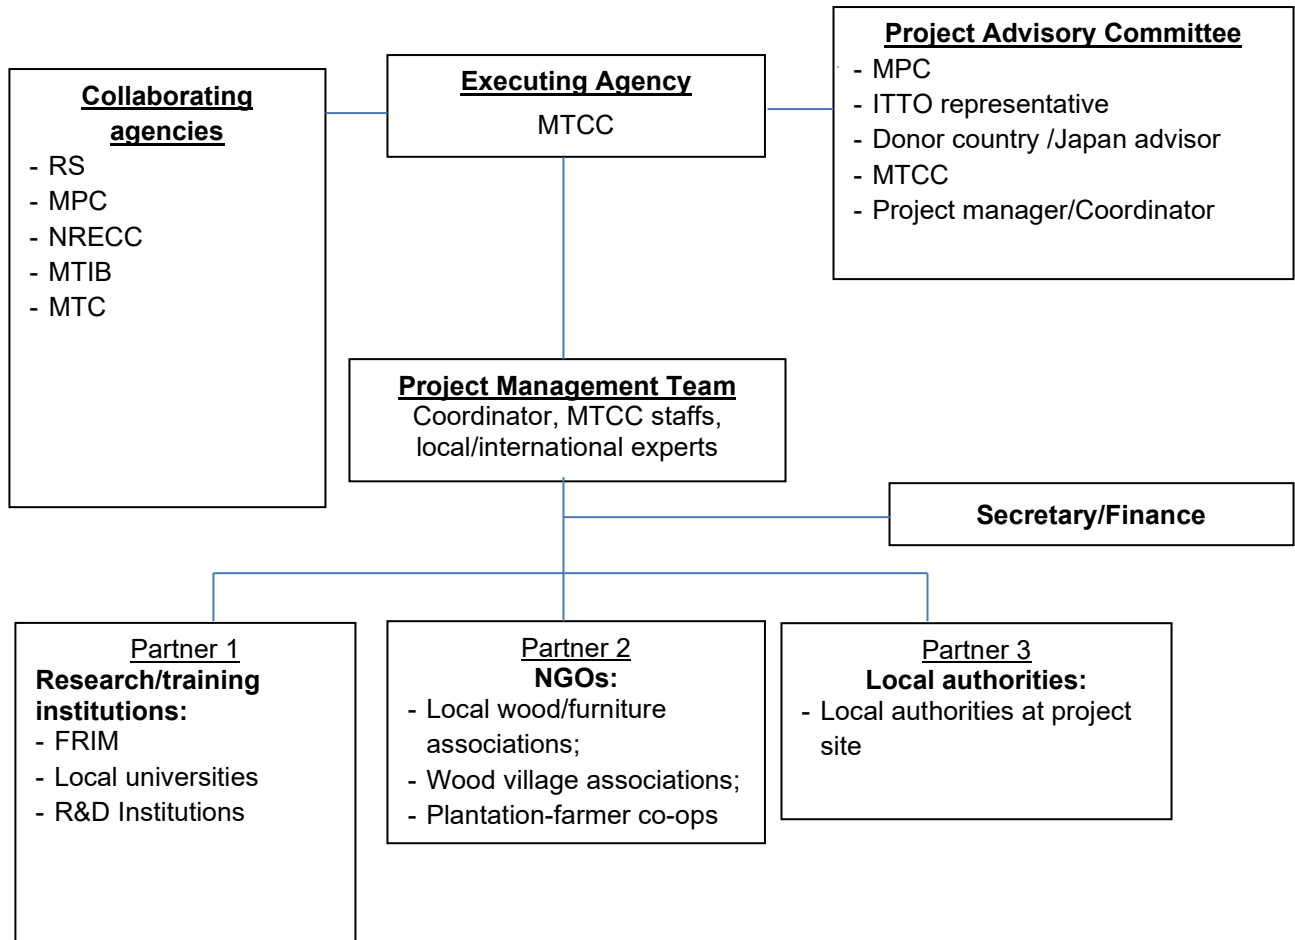 Project Advisory Committee
- MPC
- ITTO representative
- Donor country /Japan advisor
- MTCC
- Project manager/Coordinator
Executing Agency
MTCC
Collaborating
agencies
- RS
- MPC
- NRECC
- MTIB
- MTC
Project Management Team
Coordinator, MTCC staffs,
local/international experts
Secretary/Finance
Partner 1
Research/training
institutions:
- FRIM
- Local universities
- R&D Institutions
Partner 2
NGOs:
- Local wood/furniture
associations;
- Wood village associations;
- Plantation-farmer co-ops
Partner 3
Local authorities:
- Local authorities at project
site